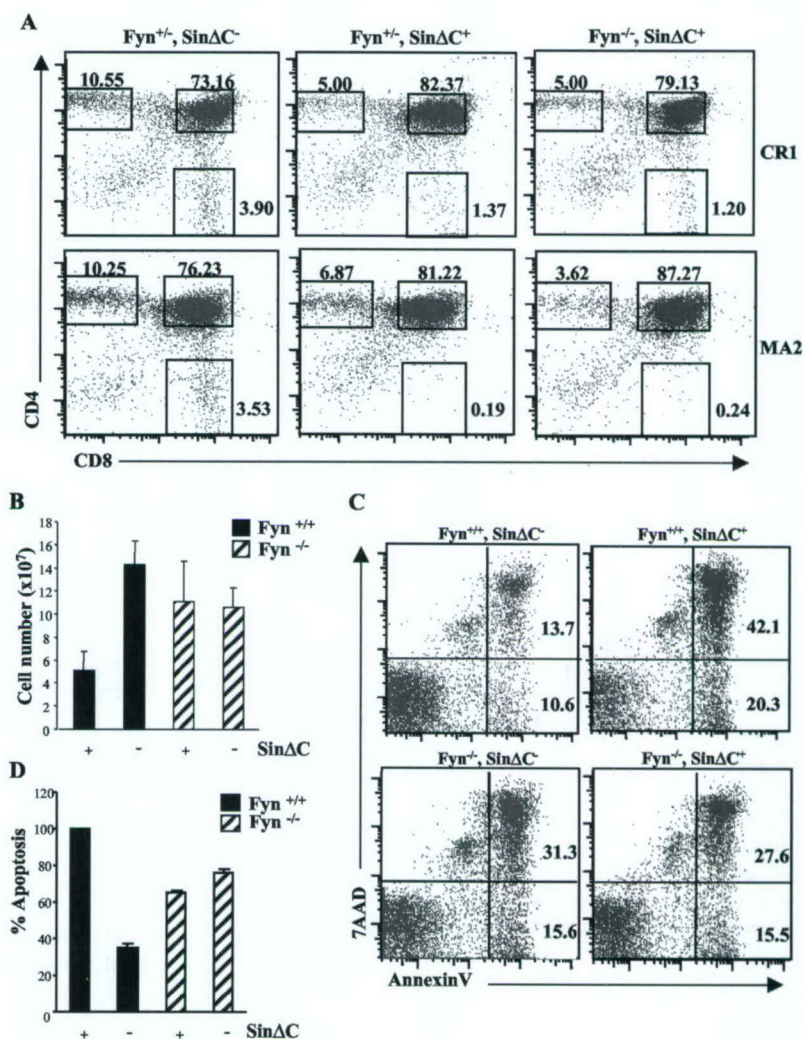 A
Fyn+/-, SinΔC- Fyn+/-, SinΔC+ Fyn-/-, SinΔC+
10.55 73.16 5.00 82.37 5.00 79.13
CR1
3.90 1.37 1.20
10.25 76.23 6.87 81.22 3.62 87.27
MA2
3.53 0.19 0.24
CD4
CD8
B
Cell number (x10⁷)
18
16
14
12
10
8
6
4
2
0
Fyn +/+
Fyn -/-
+ - + - SinΔC
C
Fyn+/+, SinΔC- Fyn+/+, SinΔC+
13.7 42.1
10.6 20.3
Fyn-/-, SinΔC- Fyn-/-, SinΔC+
31.3 27.6
15.6 15.5
7AAD
AnnexinV
D
% Apoptosis
120
100
80
60
40
20
0
Fyn +/+
Fyn -/-
+ - + - SinΔC